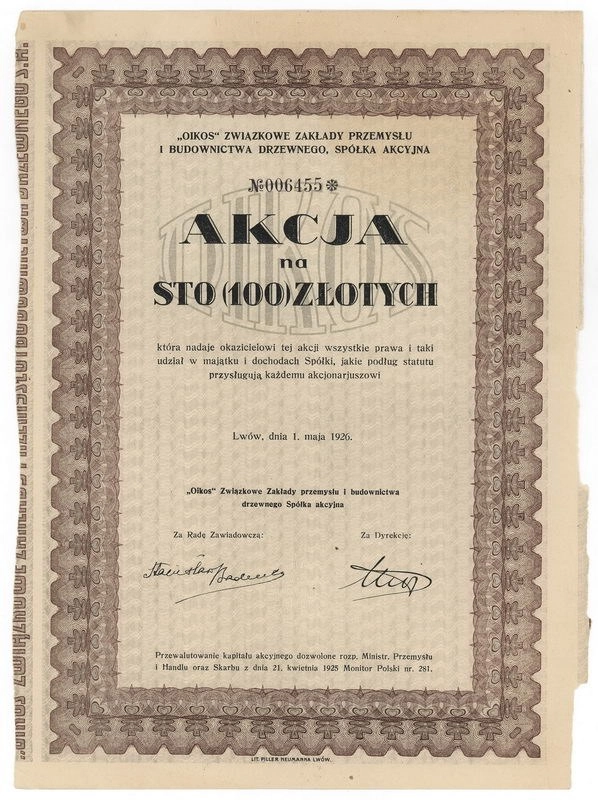 „OIKOS“ ZWIĄZKOWE ZAKŁADY PRZEMYSŁU
I BUDOWNICTWA DRZEWNEGO, SPÓŁKA AKCYJNA
№006455
OIKOS
AKCJA
na
STO (100) ZŁOTYCH
która nadaje okazicielowi tej akcji wszystkie prawa i taki
udział w majątku i dochodach Spółki, jakie podług statutu
przysługują każdemu akcjonarjuszowi
Lwów, dnia 1. maja 1926.
„Oikos“ Związkowe Zakłady przemysłu i budownictwa
drzewnego Spółka akcyjna
Za Radę Zawiadowczą:
Za Dyrekcję:
Stanisław Badeni
Przewalutowanie kapitału akcyjnego dozwolone rozp. Ministr. Przemysłu
i Handlu oraz Skarbu z dnia 21. kwietnia 1925 Monitor Polski nr. 281.
LIT. PILLER NEUMANNA LWÓW.